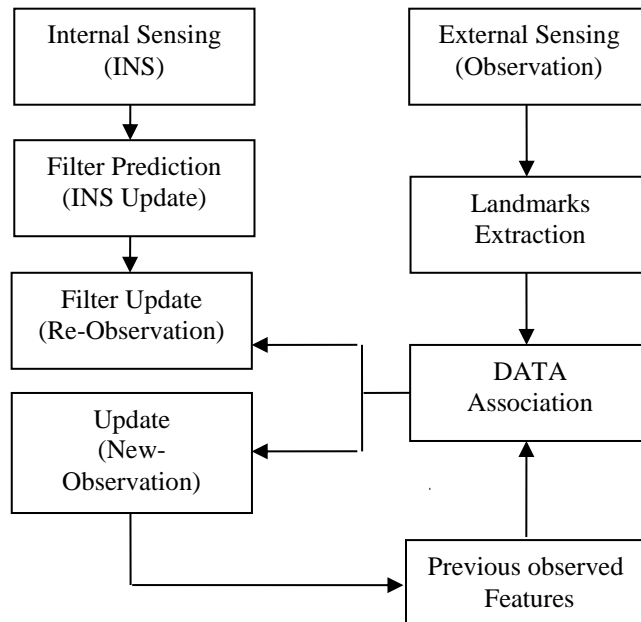 Internal Sensing
(INS)
External Sensing
(Observation)
Filter Prediction
(INS Update)
Landmarks
Extraction
Filter Update
(Re-Observation)
DATA
Association
Update
(New-
Observation)
Previous observed
Features